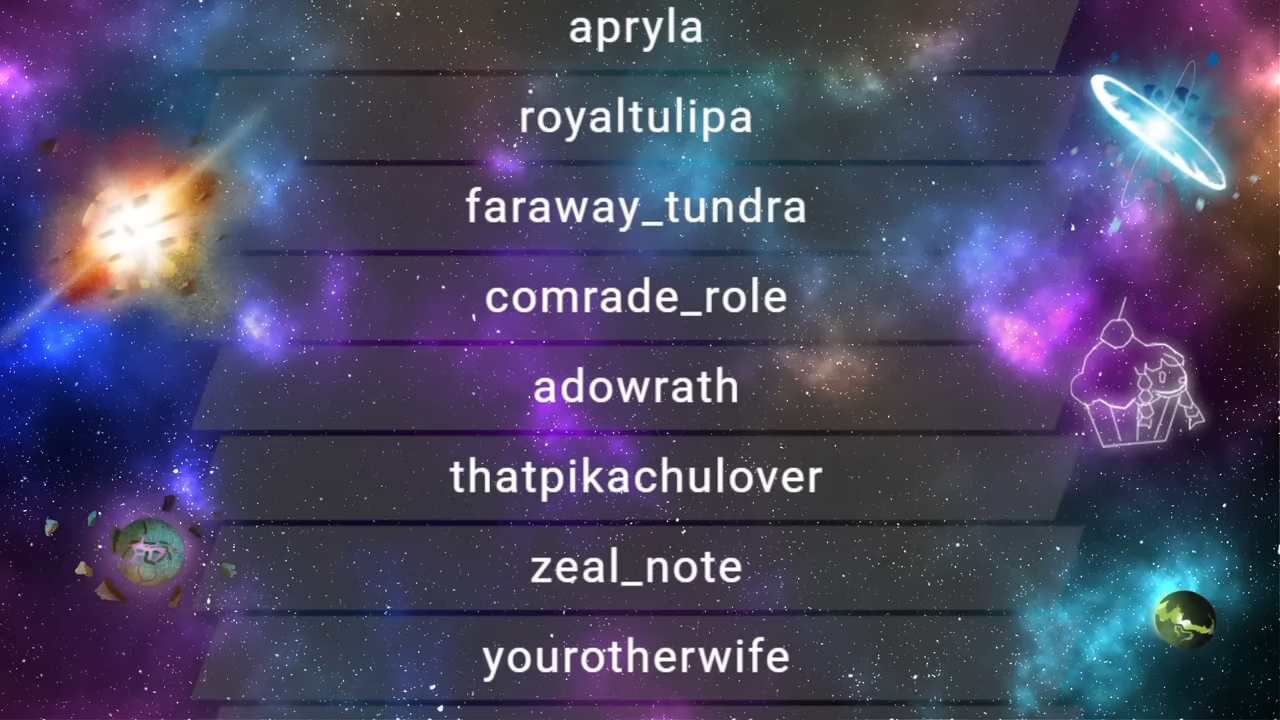 apryla
royaltulipa
faraway_tundra
comrade_role
adowrath
thatpikachulover
zeal_note
yourotherwife